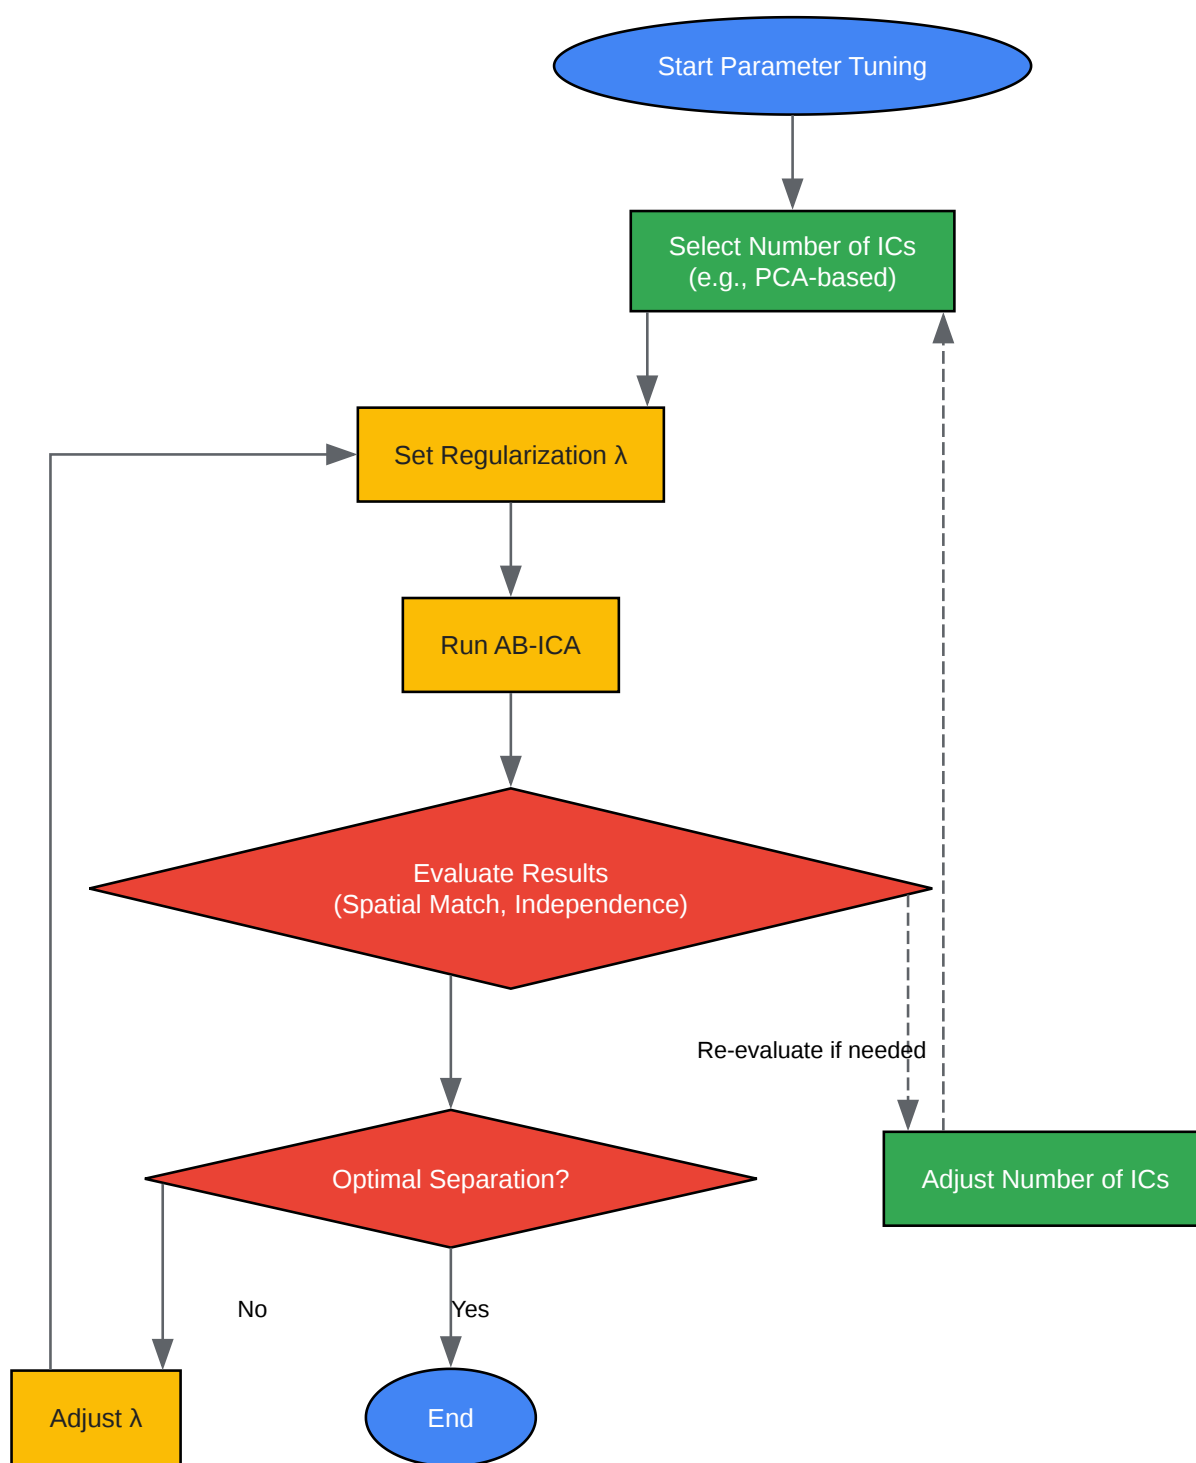 Start Parameter Tuning
Select Number of ICs
(e.g., PCA-based)
Set Regularization λ
Run AB-ICA
Evaluate Results
(Spatial Match, Independence)
Re-evaluate if needed
Optimal Separation?
Adjust Number of ICs
No
Yes
Adjust λ
End